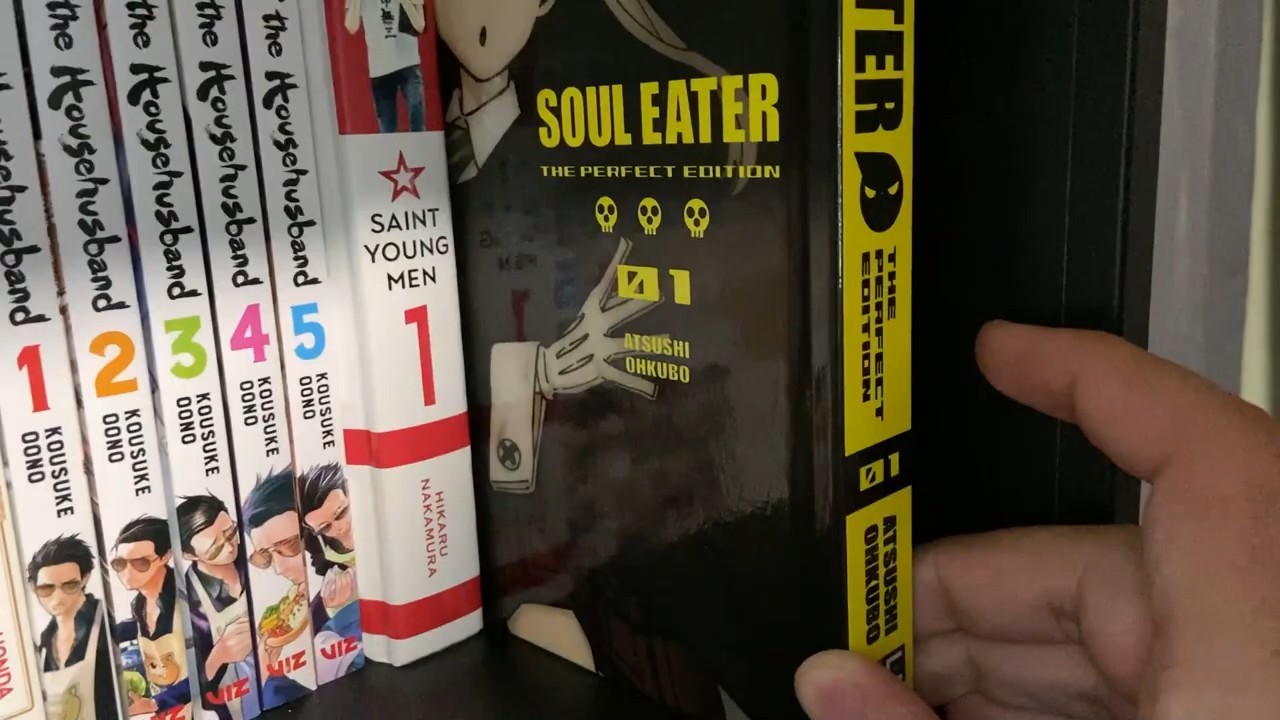 the Househusband
1
KOUSUKE
OONO
the Househusband
2
KOUSUKE
OONO
the Househusband
3
KOUSUKE
OONO
VIZ
the Househusband
4
KOUSUKE
OONO
VIZ
the Househusband
5
KOUSUKE
OONO
VIZ
SAINT
YOUNG
MEN
1
HIKARU
NAKAMURA
SOUL EATER
THE PERFECT EDITION
01
ATSUSHI
OHKUBO
TER
THE
PERFECT
EDITION
01
ATSUSHI
OHKUBO
HONDA